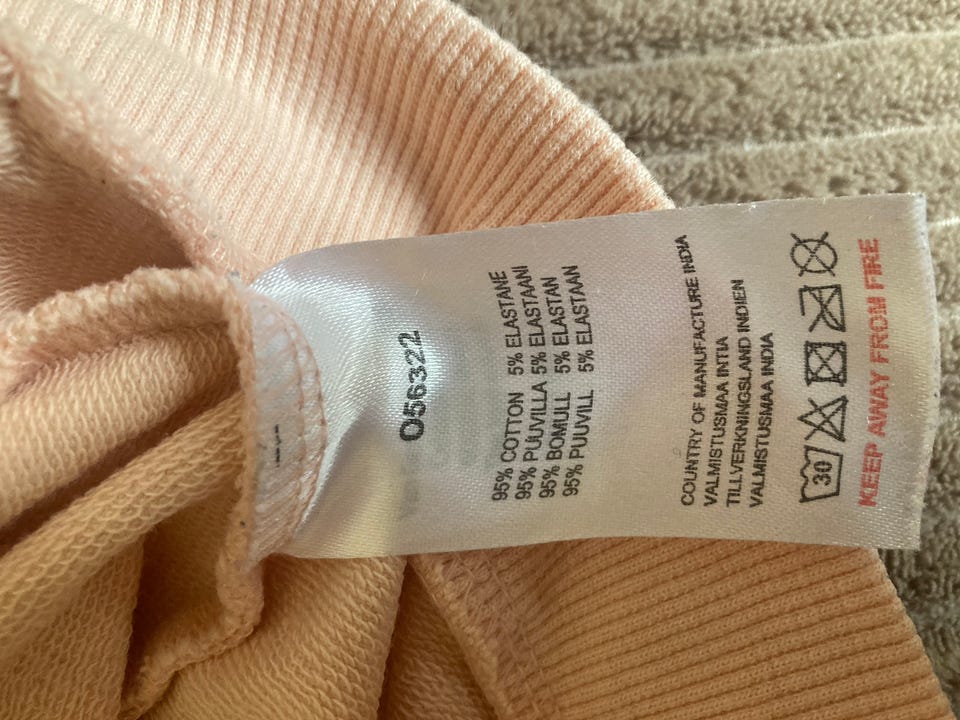 056322
95% COTTON 5% ELASTANE
95% PUUVILLA 5% ELASTAANI
95% BOMULL 5% ELASTAN
95% PUUVILL 5% ELASTAAN
COUNTRY OF MANUFACTURE INDIA
VALMISTUSMAA INTIA
TILLVERKNINGSLAND INDIEN
VALMISTUSMAA INDIA
30
KEEP AWAY FROM FIRE